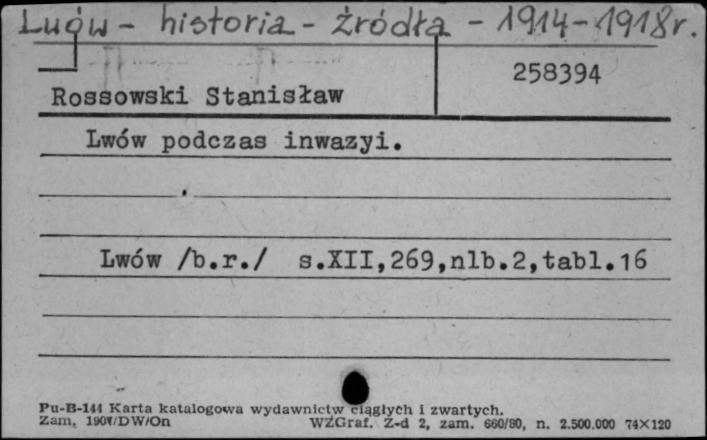 Lwów - historia - źródła - 1914-1918r.
258394
Rossowski Stanisław
Lwów podczas inwazyi.
Lwów /b.r./ s.XII,269,nlb.2,tabl.16
Pu-B-144 Karta katalogowa wydawnictw ciągłych i zwartych.
Zam. 190V/DW/On WZGraf. Z-d 2, zam. 660/80, n. 2.500.000 74X120